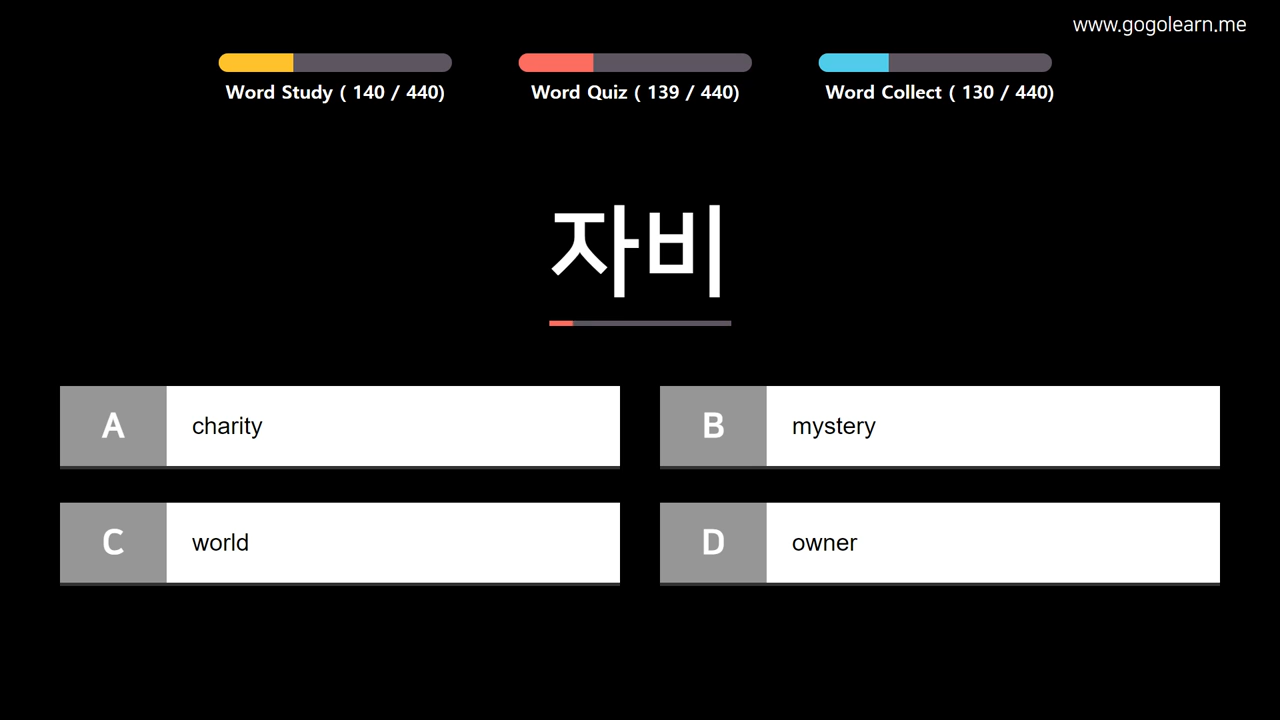 www.gogolearn.me
Word Study ( 140 / 440)
Word Quiz ( 139 / 440)
Word Collect ( 130 / 440)
자비
A charity
B mystery
C world
D owner